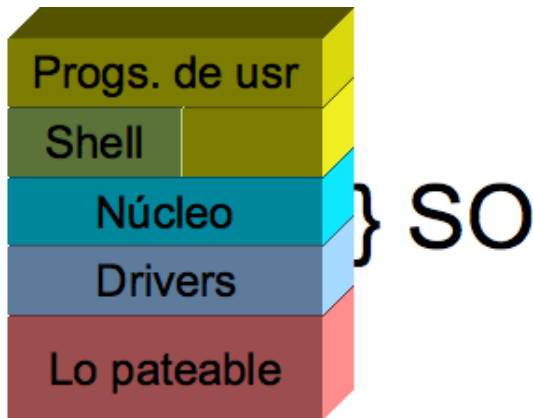 Progs. de usr
Shell
Núcleo
} SO
Drivers
Lo pateable